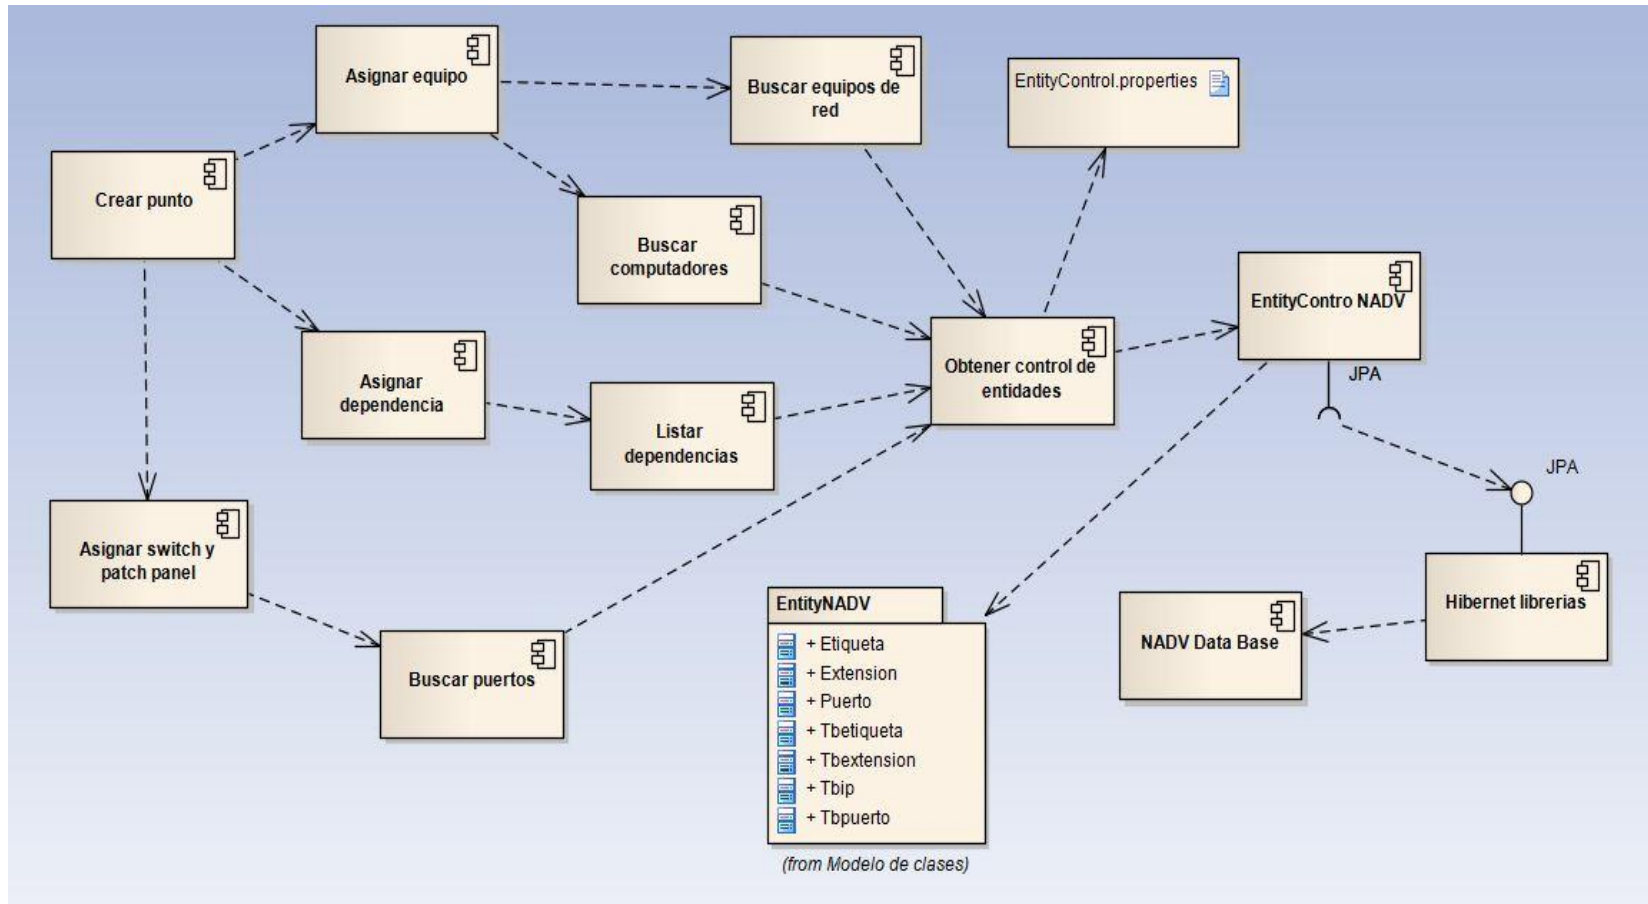 Asignar equipo
Buscar equipos de
red
EntityControl.properties
Crear punto
Buscar
computadores
EntityContro NADV
JPA
Obtener control de
entidades
Asignar
dependencia
Listar
dependencias
JPA
Asignar switch y
patch panel
Hibernet librerias
NADV Data Base
Buscar puertos
EntityNADV
+ Etiqueta
+ Extension
+ Puerto
+ Tbetiqueta
+ Tbextension
+ Tbip
+ Tbpuerto
(from Modelo de clases)